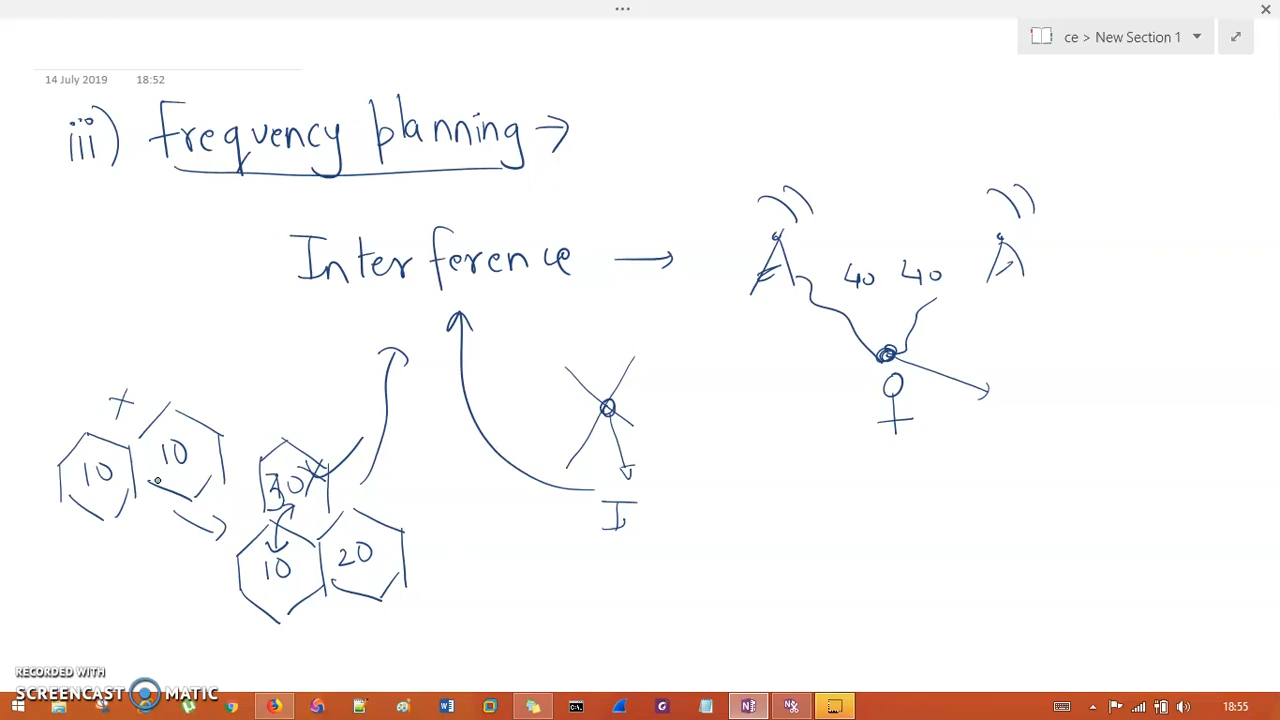 ce > New Section 1
14 July 2019 18:52
iii) Frequency planning →
Interference →
40 40
10 10
30
10 20
I
RECORDED WITH
SCREENCAST MATIC
18:55